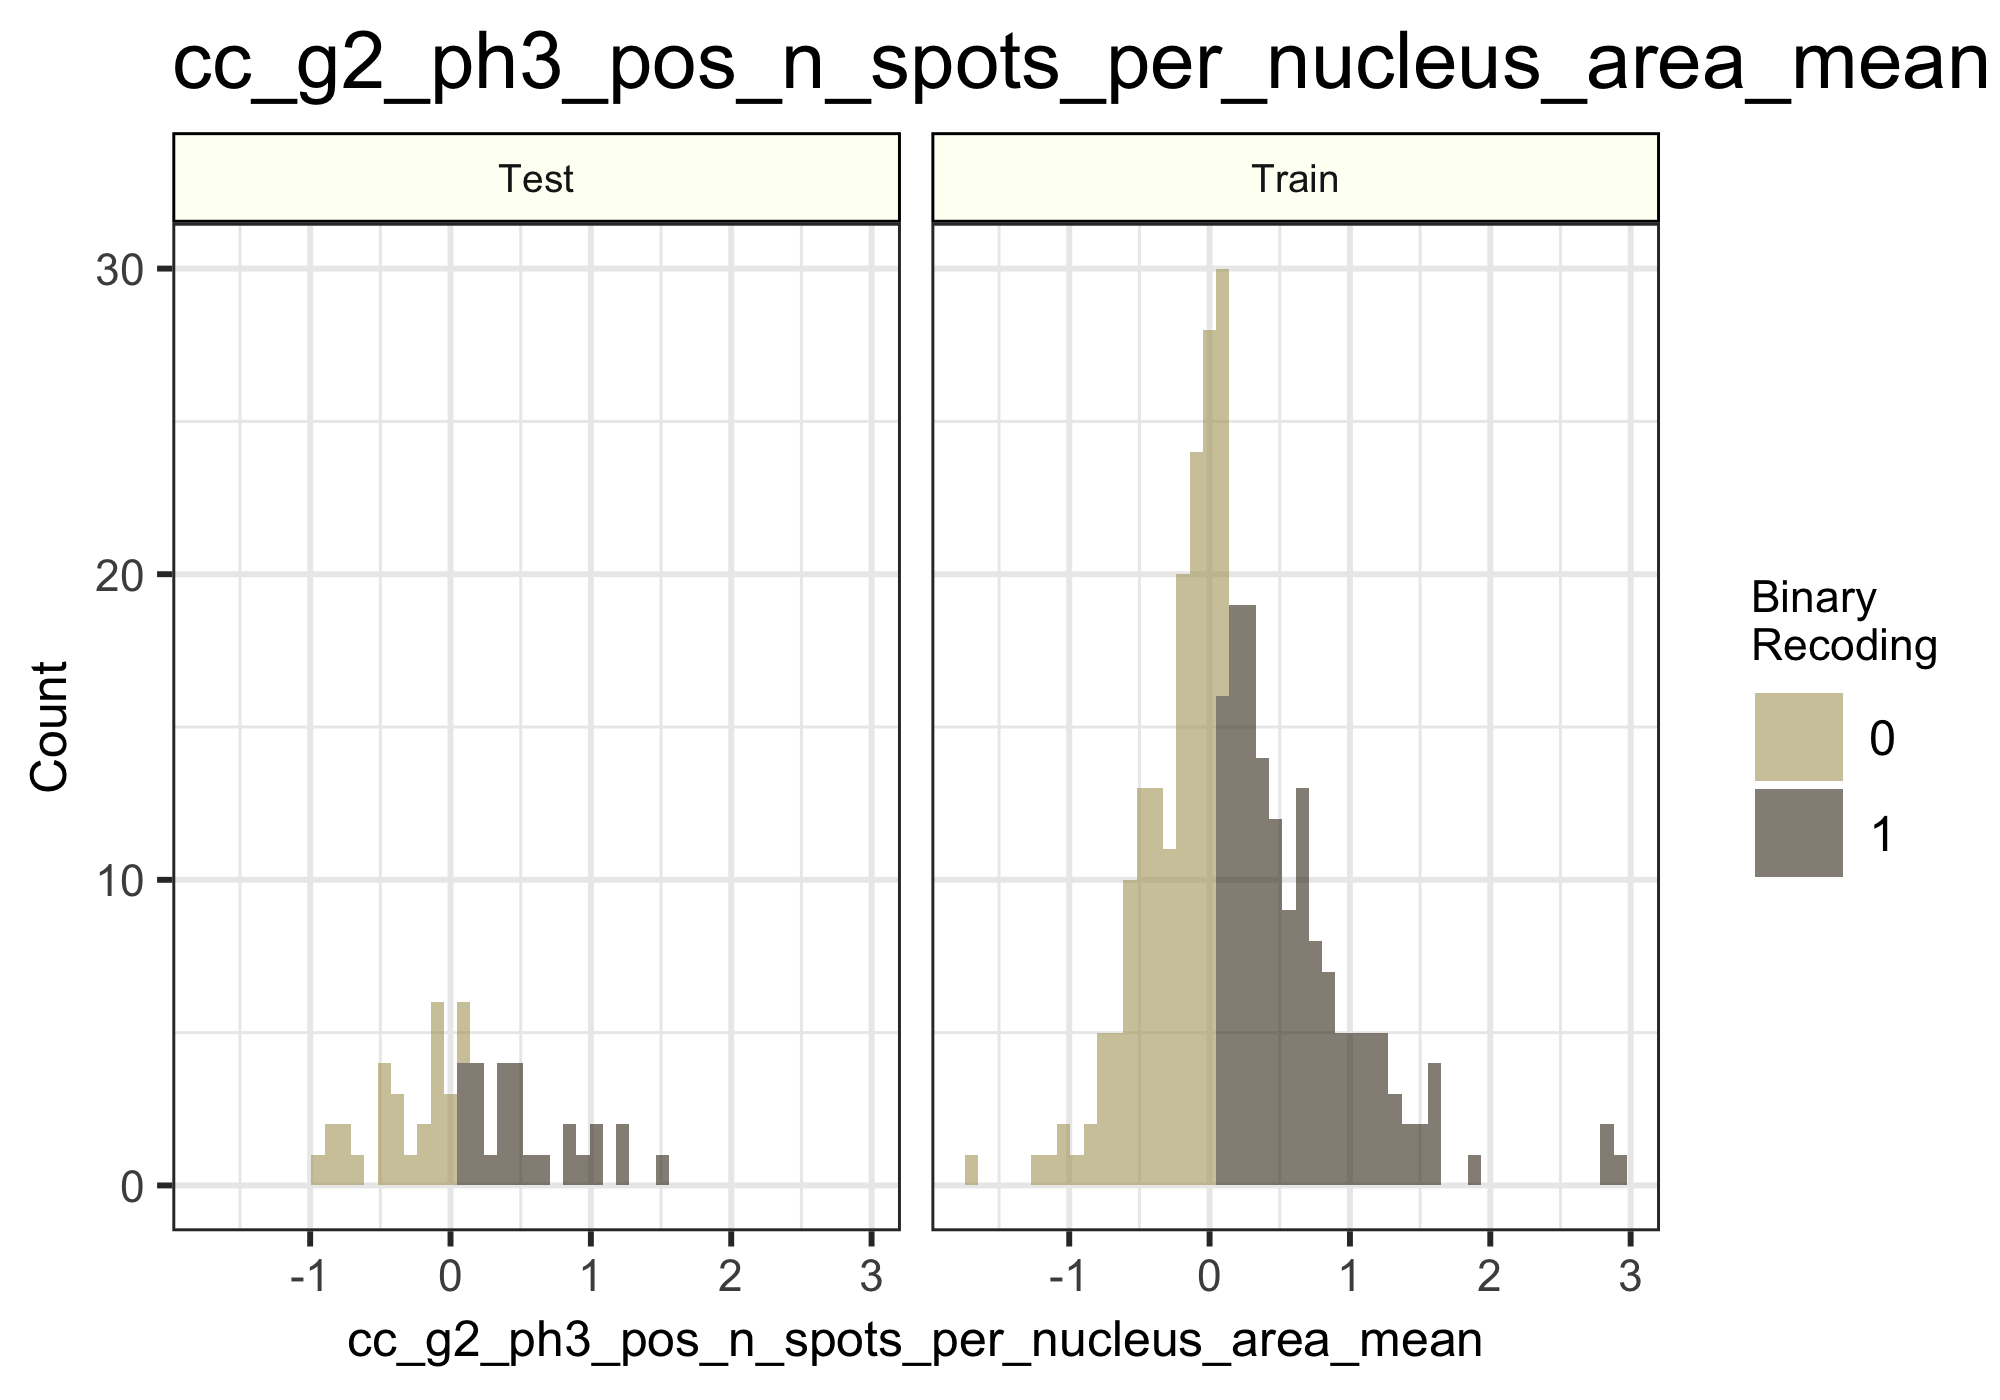 cc_g2_ph3_pos_n_spots_per_nucleus_area_mean
Test
Train
30
20
10
0
Count
-1 0 1 2 3
-1 0 1 2 3
cc_g2_ph3_pos_n_spots_per_nucleus_area_mean
Binary
Recoding
0
1